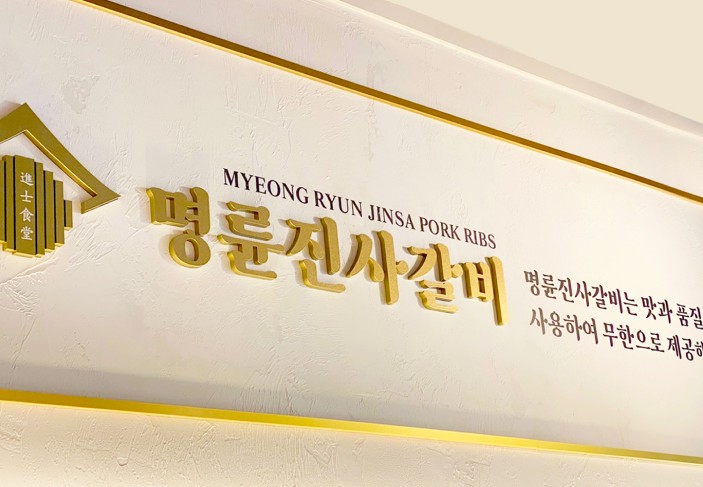 進士食堂
MYEONG RYUN JINSA PORK RIBS
명륜진사갈비
명륜진사갈비는 맛과 품질
사용하여 무한으로 제공하